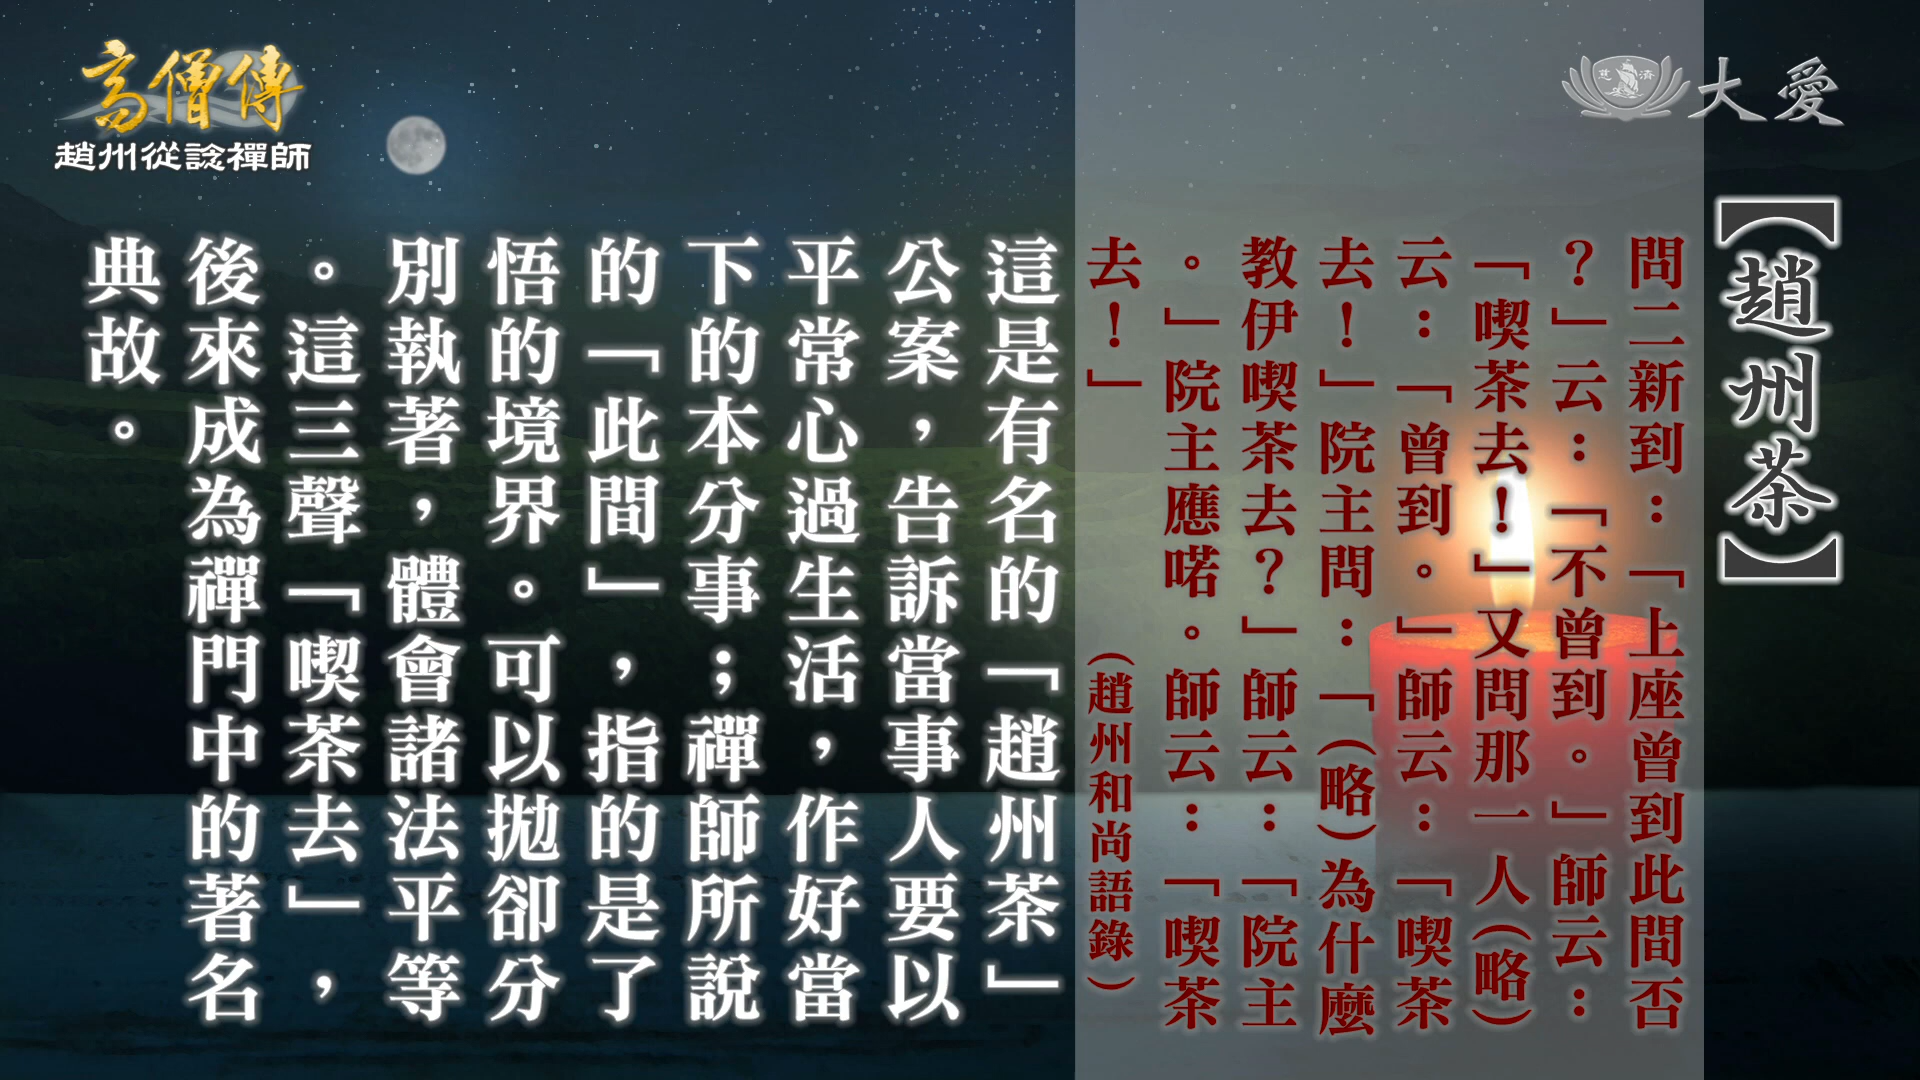 高僧傳
趙州從諗禪師
慈濟
大愛
【趙州茶】
問二新到：「上座曾到此間否
？」云：「不曾到。」師云：
「喫茶去！」又問那一人(略)
云：「曾到。」師云：「喫茶
去！」院主問：「(略)為什麼
教伊喫茶去？」師云：「院主
。」院主應喏。師云：「喫茶
去！」
(趙州和尚語錄)
這是有名的「趙州茶」
公案，告訴當事人要以
平常心過生活，作好當
下的本分事；禪師所說
的「此間」，指的是了
悟的境界。可以拋卻分
別執著，體會諸法平等
。這三聲「喫茶去」，
後來成為禪門中的著名
典故。